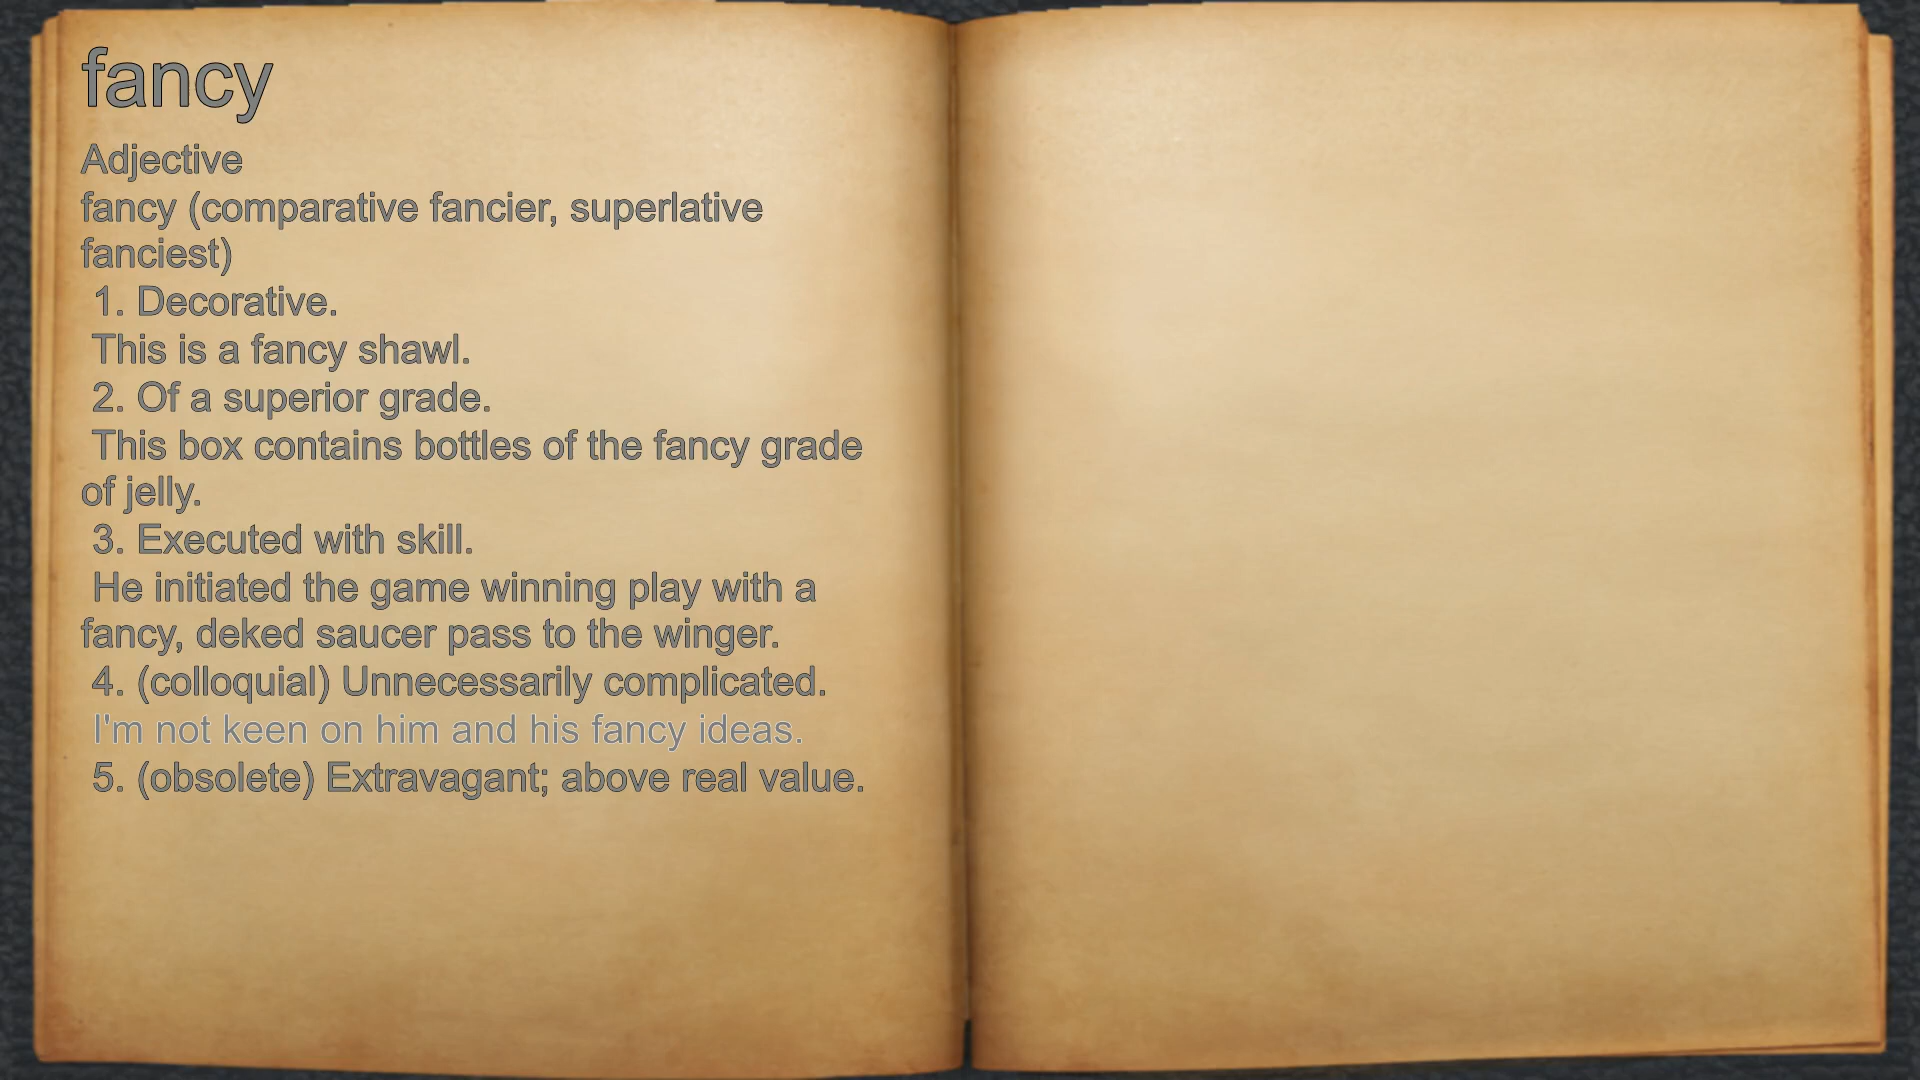 fancy
Adjective
fancy (comparative fancier, superlative
fanciest)
1. Decorative.
This is a fancy shawl.
2. Of a superior grade.
This box contains bottles of the fancy grade
of jelly.
3. Executed with skill.
He initiated the game winning play with a
fancy, deked saucer pass to the winger.
4. (colloquial) Unnecessarily complicated.
I'm not keen on him and his fancy ideas.
5. (obsolete) Extravagant; above real value.